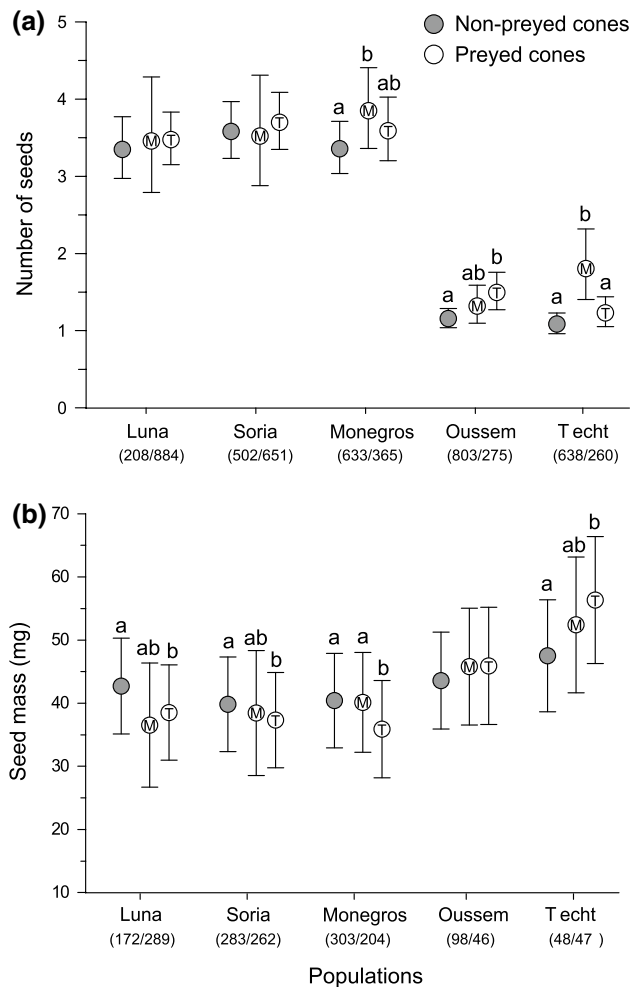 (a)
Non-preyed cones
Preyed cones
Number of seeds
5
4
3
2
1
0
M
T
M
T
a
b
M
ab
T
a
ab
M
b
T
a
b
M
a
T
Luna
Soria
Monegros
Oussem
T echt
(208/884)
(502/651)
(633/365)
(803/275)
(638/260)
(b)
Seed mass (mg)
70
60
50
40
30
20
10
a
ab
M
b
T
a
ab
M
b
T
a
a
M
b
T
M
T
a
ab
M
b
T
Luna
Soria
Monegros
Oussem
T echt
(172/289)
(283/262)
(303/204)
(98/46)
(48/47 )
Populations